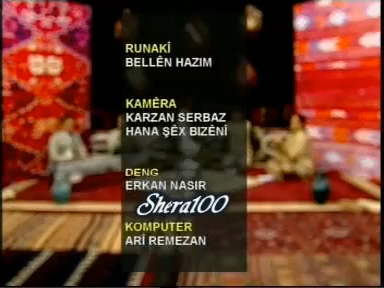 RUNAKÎ
BELLÊN HAZIM
KAMÊRA
KARZAN SERBAZ
HANA ŞÊX BIZÊNÎ
DENG
ERKAN NASIR
Shera100
KOMPUTER
ARÎ REMEZAN